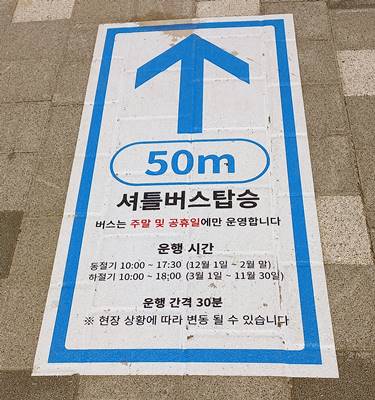 50m
셔틀버스탑승
버스는 주말 및 공휴일에만 운영합니다
운행 시간
동절기 10:00 ~ 17:30 (12월 1일 ~ 2월 말)
하절기 10:00 ~ 18:00 (3월 1일 ~ 11월 30일)
운행 간격 30분
※ 현장 상황에 따라 변동 될 수 있습니다